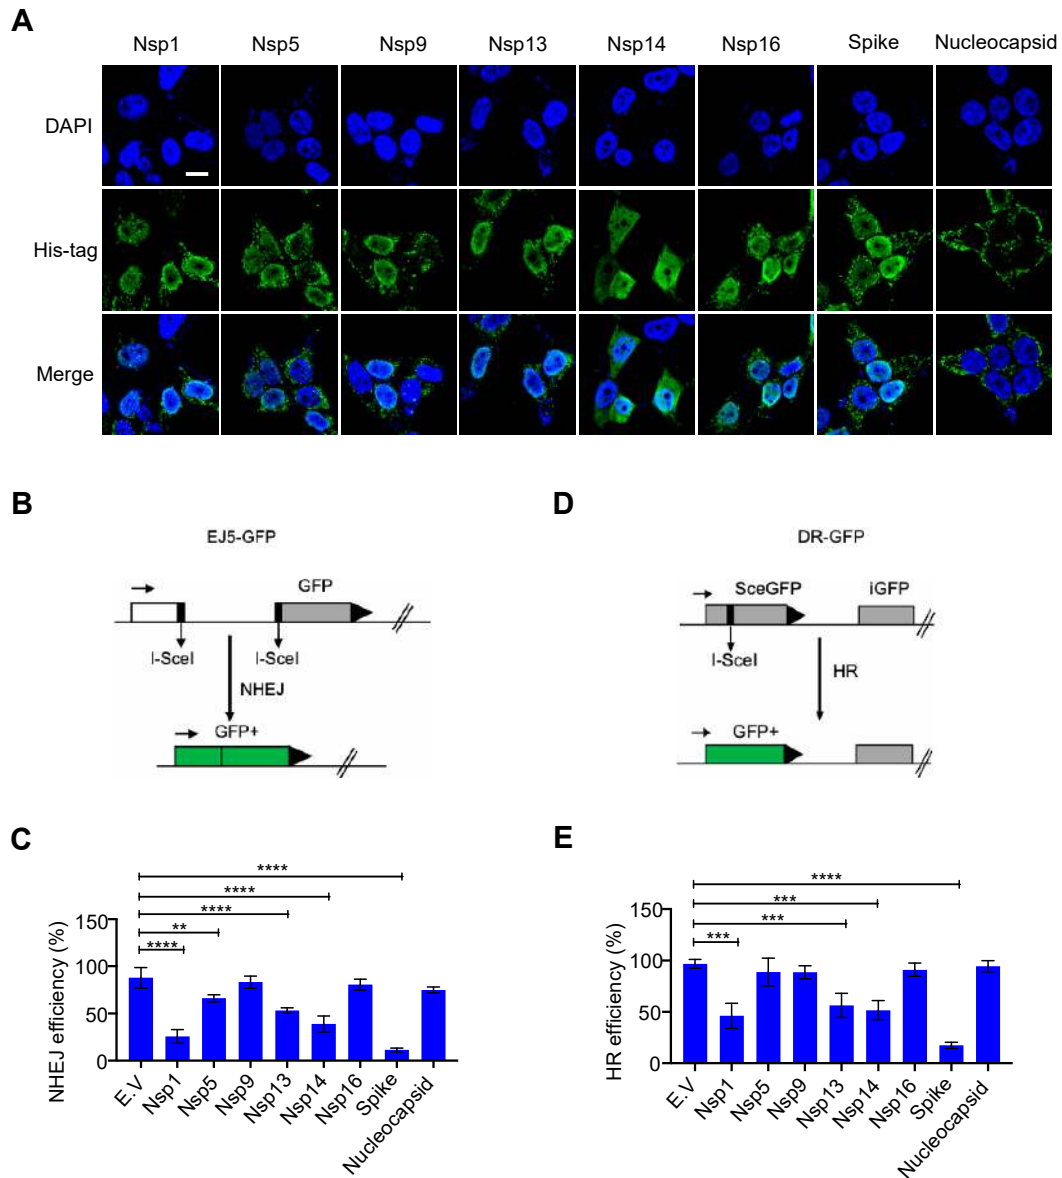 A
Nsp1 Nsp5 Nsp9 Nsp13 Nsp14 Nsp16 Spike Nucleocapsid
DAPI
His-tag
Merge
B
EJ5-GFP
GFP
I-SceI I-SceI
NHEJ
GFP+
D
DR-GFP
SceGFP iGFP
I-SceI
HR
GFP+
C
****
****
****
**
****
NHEJ efficiency (%)
150
100
50
0
E.V Nsp1 Nsp5 Nsp9 Nsp13 Nsp14 Nsp16 Spike Nucleocapsid
E
****
***
***
***
HR efficiency (%)
150
100
50
0
E.V Nsp1 Nsp5 Nsp9 Nsp13 Nsp14 Nsp16 Spike Nucleocapsid